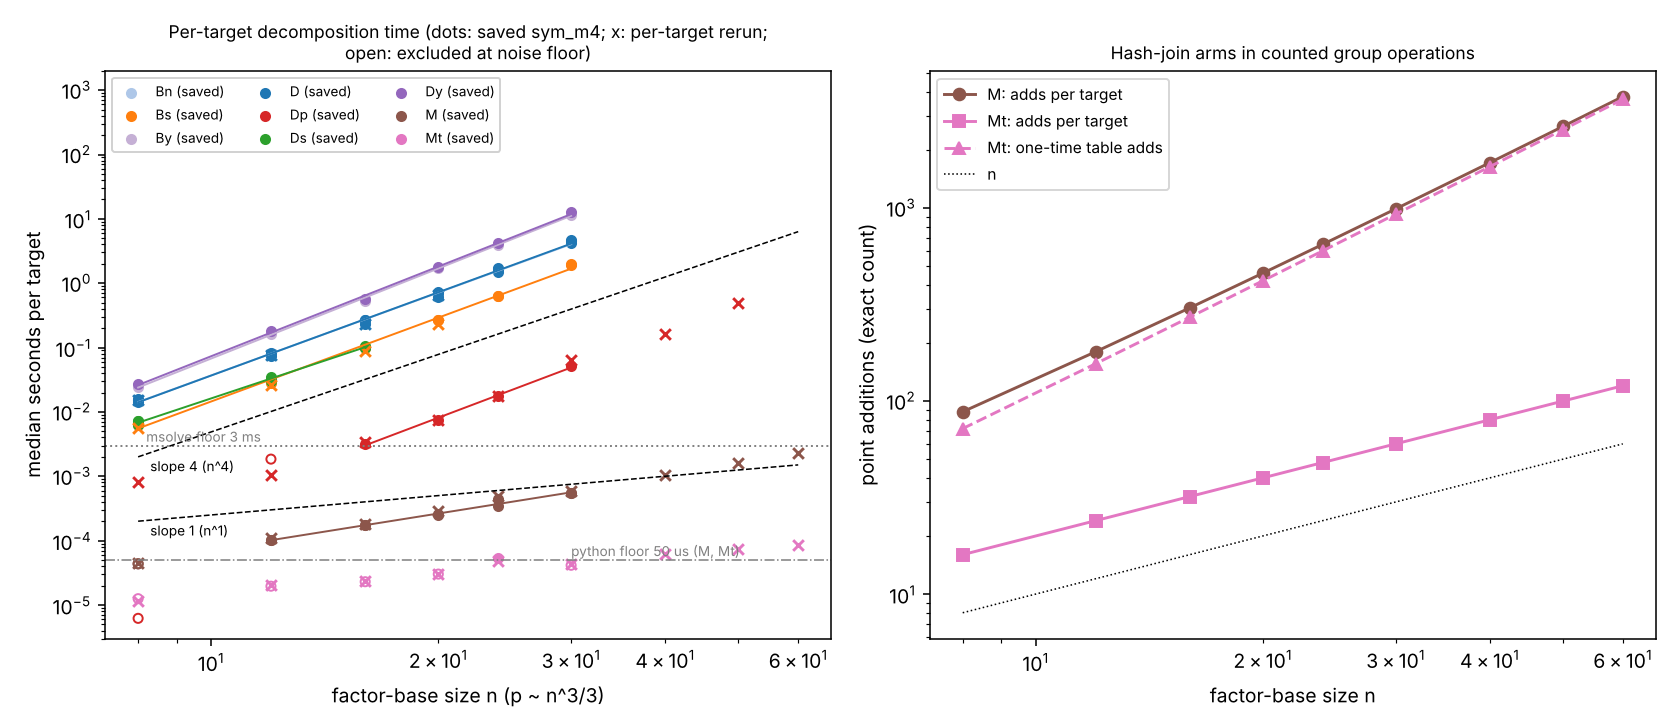 Per-target decomposition time (dots: saved sym_m4; x: per-target rerun;
open: excluded at noise floor)
Bn (saved)
Bs (saved)
By (saved)
D (saved)
Dp (saved)
Ds (saved)
Dy (saved)
M (saved)
Mt (saved)
msolve floor 3 ms
slope 4 (n^4)
slope 1 (n^1)
python floor 50 us (M, Mt)
median seconds per target
10³
10²
10¹
10⁰
10⁻¹
10⁻²
10⁻³
10⁻⁴
10⁻⁵
10¹
2 × 10¹
3 × 10¹
4 × 10¹
6 × 10¹
factor-base size n (p ~ n^3/3)
Hash-join arms in counted group operations
M: adds per target
Mt: adds per target
Mt: one-time table adds
n
point additions (exact count)
10³
10²
10¹
10¹
2 × 10¹
3 × 10¹
4 × 10¹
6 × 10¹
factor-base size n